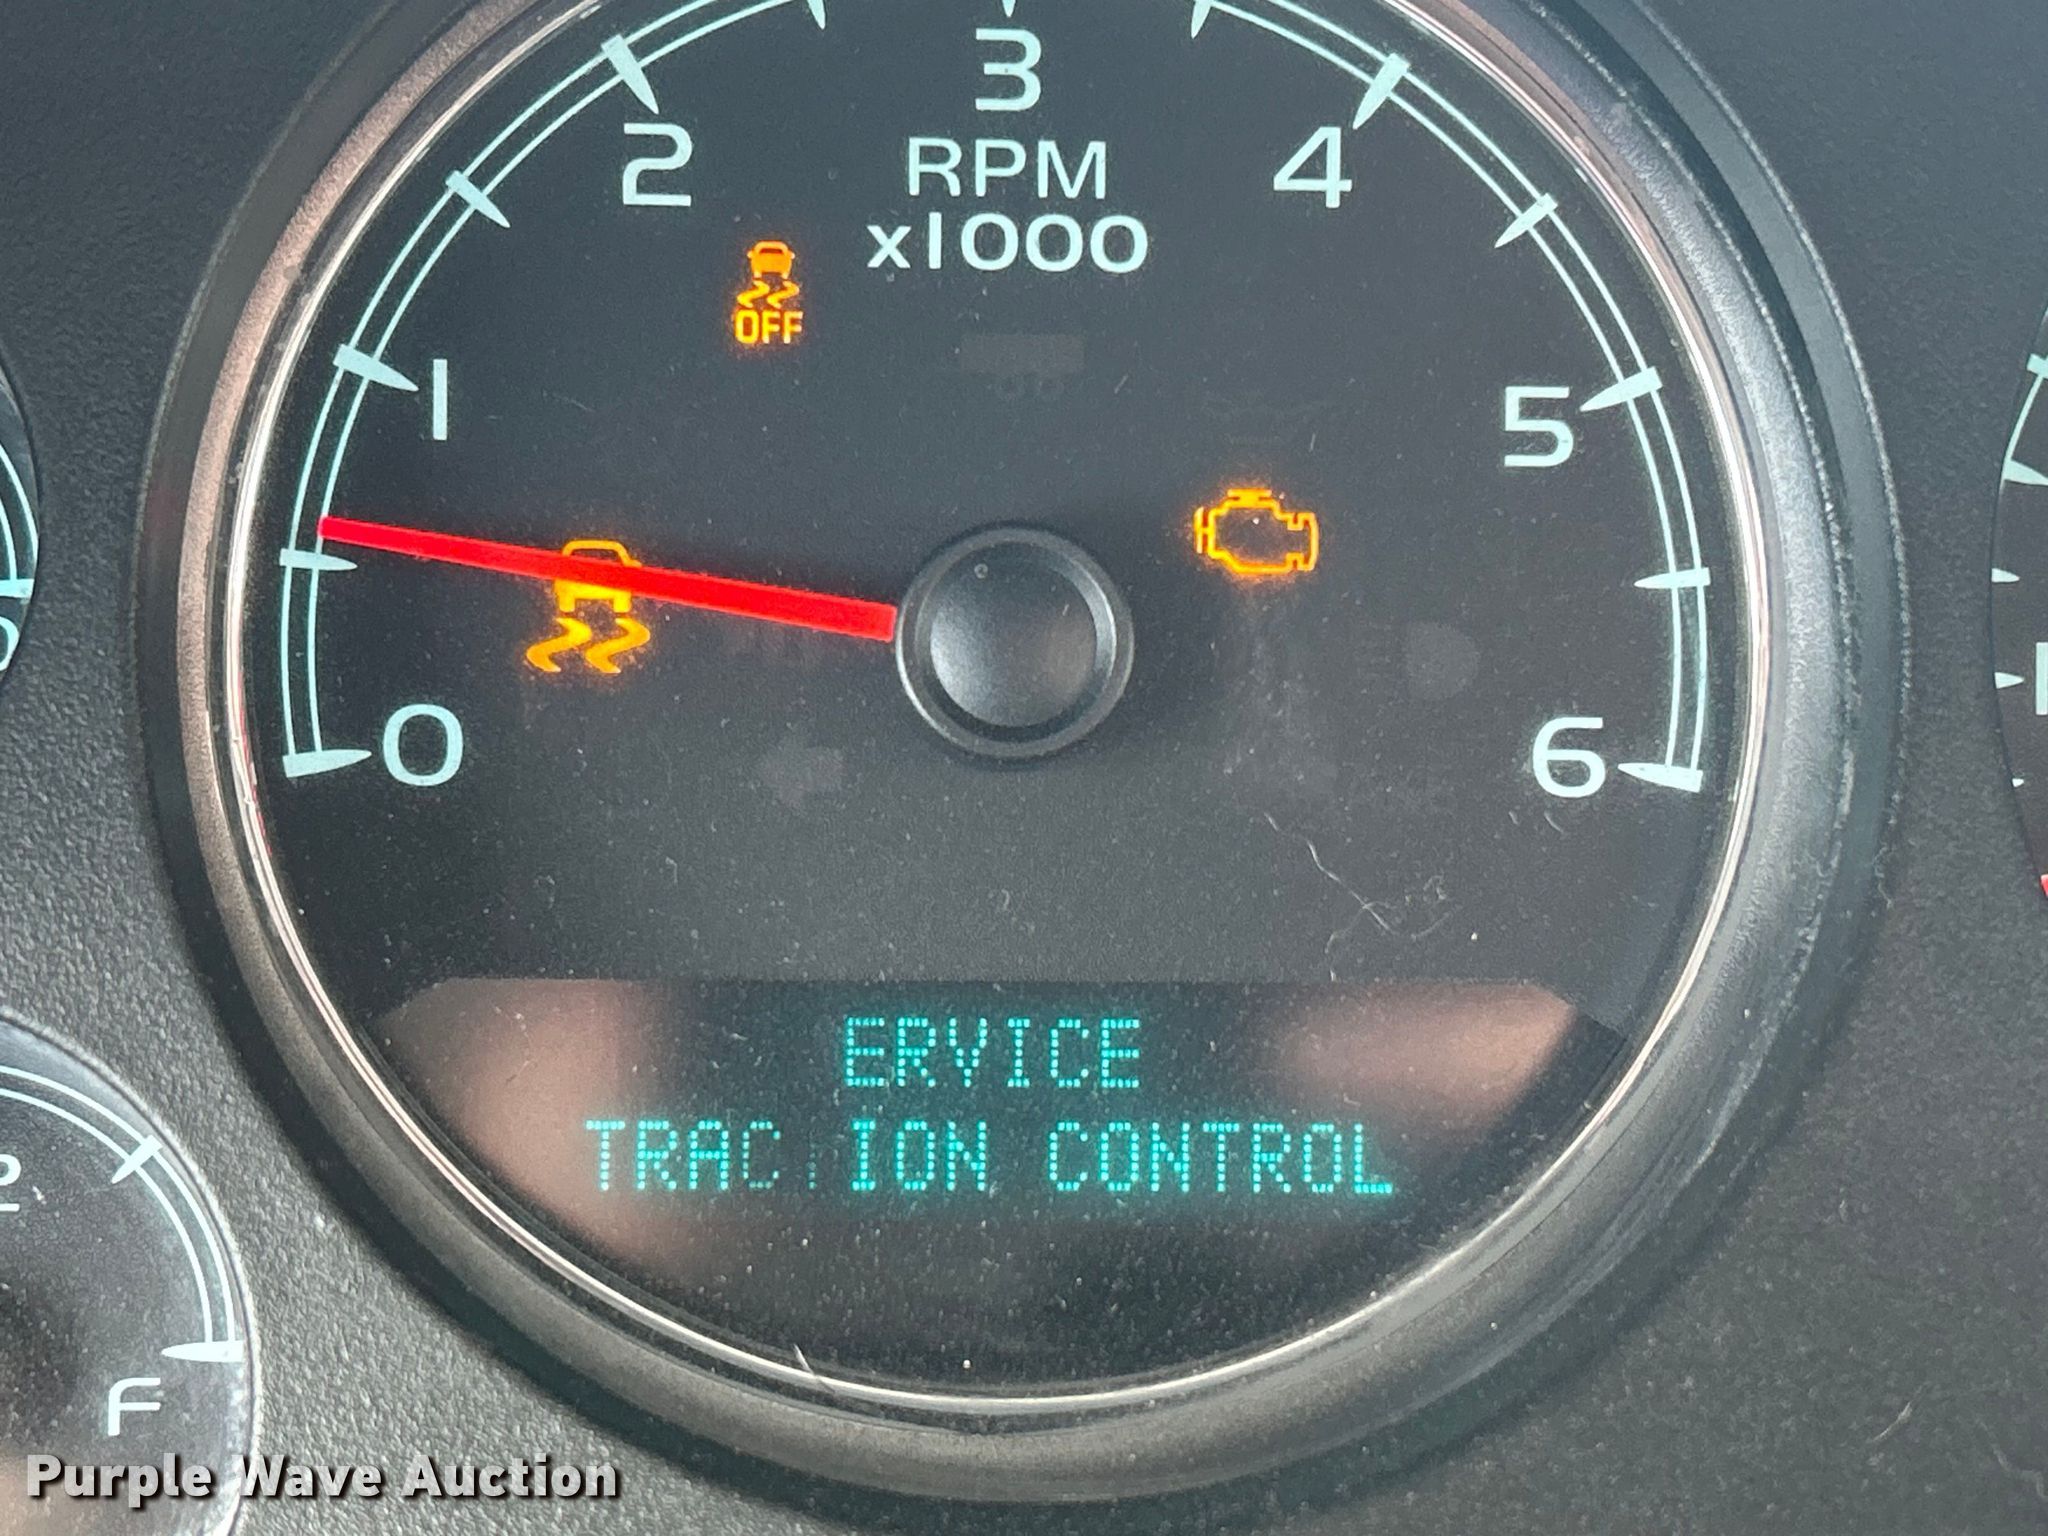 3
2
4
RPM
x1000
OFF
1
5
0
6
ERVICE
TRAC ION CONTROL
F
Purple Wave Auction